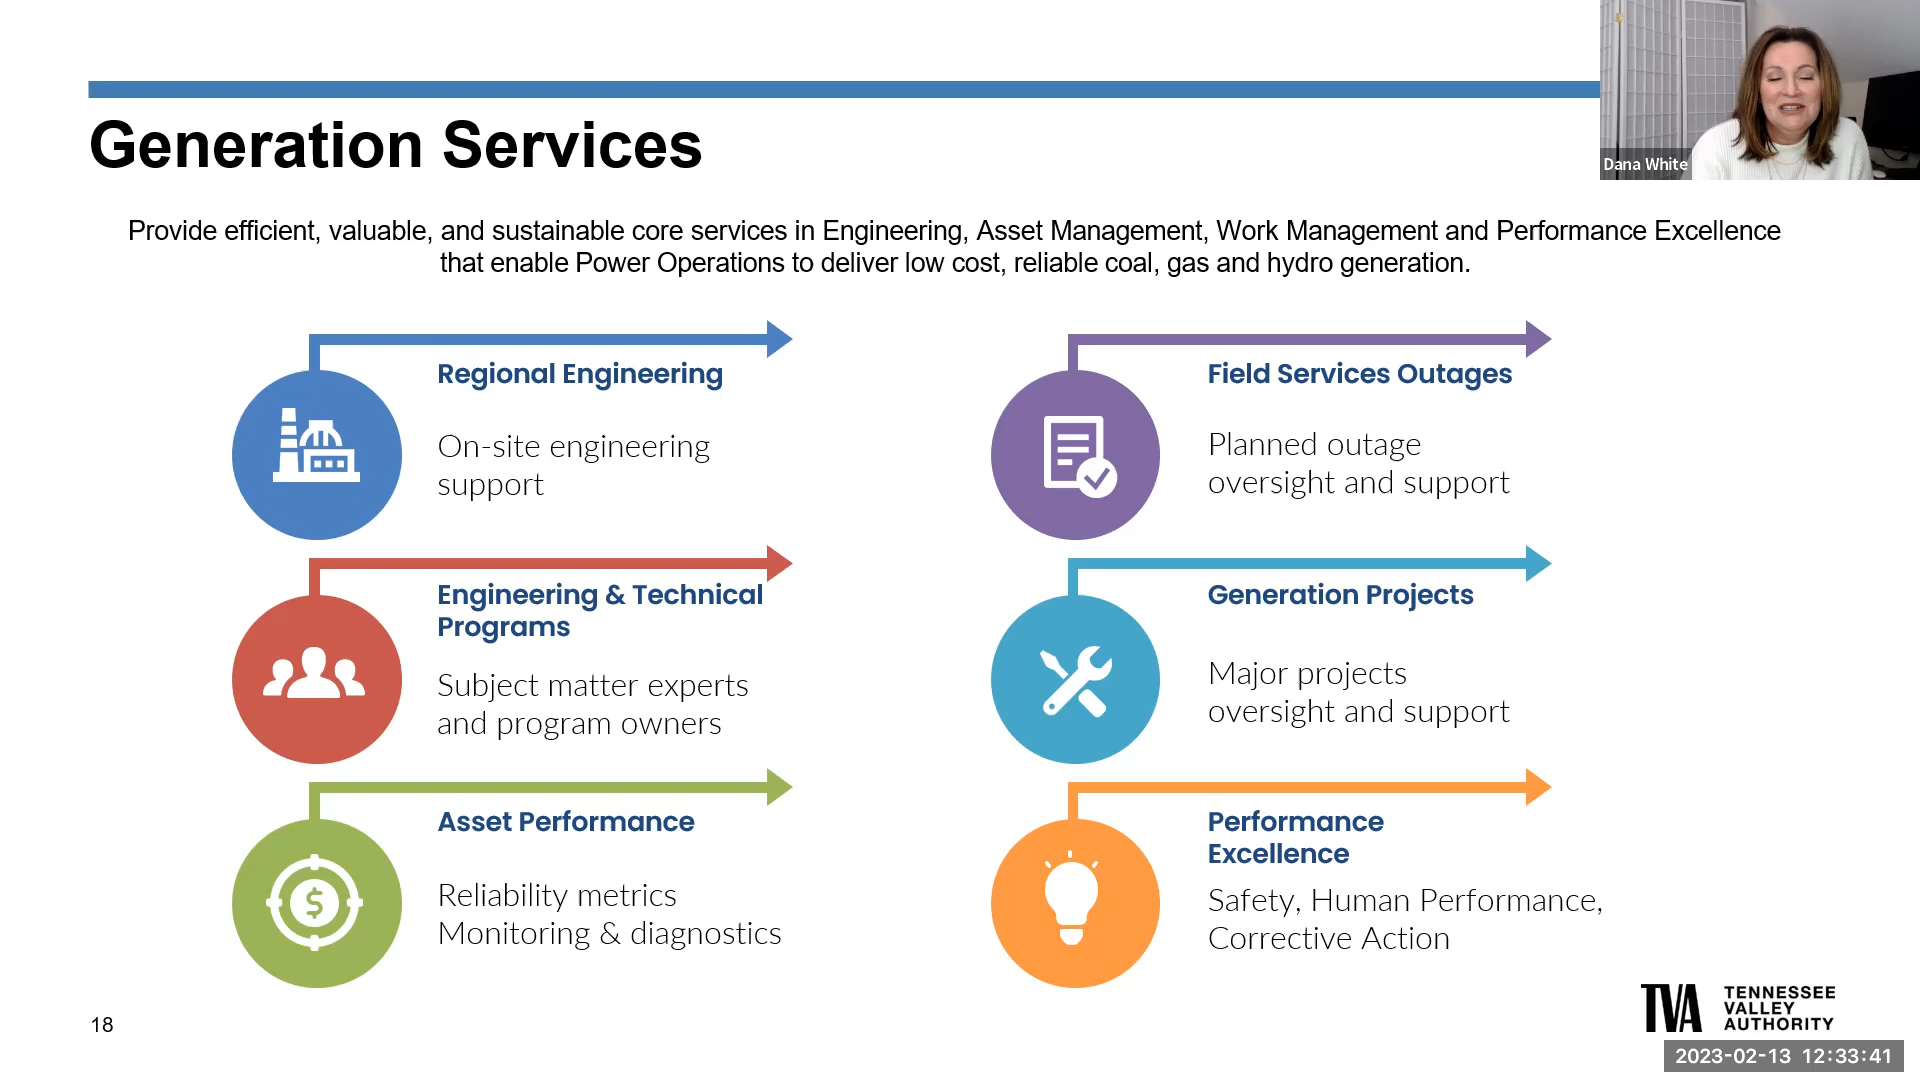 Generation Services
Dana White
Provide efficient, valuable, and sustainable core services in Engineering, Asset Management, Work Management and Performance Excellence
that enable Power Operations to deliver low cost, reliable coal, gas and hydro generation.
Regional Engineering
On-site engineering
support
Engineering & Technical
Programs
Subject matter experts
and program owners
Asset Performance
Reliability metrics
Monitoring & diagnostics
Field Services Outages
Planned outage
oversight and support
Generation Projects
Major projects
oversight and support
Performance
Excellence
Safety, Human Performance,
Corrective Action
$
18
TVA
TENNESSEE
VALLEY
AUTHORITY
2023-02-13 12:33:41